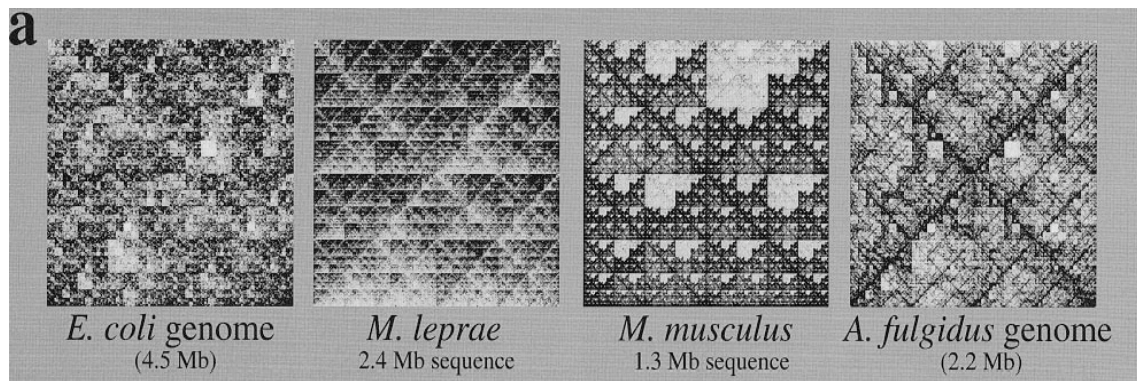 a
E. coli genome
(4.5 Mb)
M. leprae
2.4 Mb sequence
M. musculus
1.3 Mb sequence
A. fulgidus genome
(2.2 Mb)